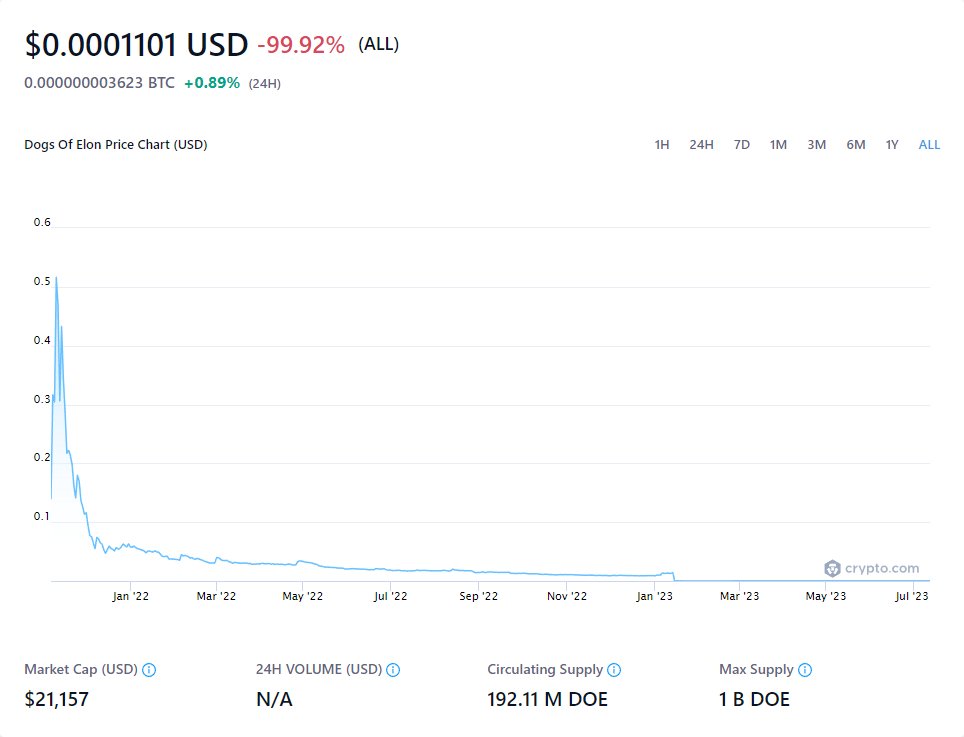 $0.0001101 USD -99.92% (ALL)
0.000000003623 BTC +0.89% (24H)
Dogs Of Elon Price Chart (USD) 1H 24H 7D 1M 3M 6M 1Y ALL
0.6
0.5
0.4
0.3
0.2
0.1
crypto.com
Jan '22 Mar '22 May '22 Jul '22 Sep '22 Nov '22 Jan '23 Mar '23 May '23 Jul '23
Market Cap (USD) 24H VOLUME (USD) Circulating Supply Max Supply
$21,157 N/A 192.11 M DOE 1 B DOE